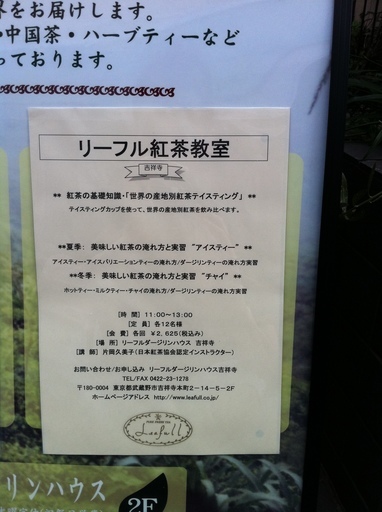 界をお届けします。
・中国茶・ハーブティーなど
っております。
リーフル紅茶教室
吉祥寺
** 紅茶の基礎知識・「世界の産地別紅茶テイスティング」 **
テイスティングカップを使って、世界の産地別紅茶を飲み比べます。
**夏季： 美味しい紅茶の淹れ方と実習 “アイスティー” **
アイスティー・アイスバリエーションティーの淹れ方/ダージリンティーの淹れ方実習
**冬季： 美味しい紅茶の淹れ方と実習 “チャイ” **
ホットティー・ミルクティー・チャイの淹れ方/ダージリンティーの淹れ方実習
[時 間] 11:00～13:00
[定 員] 各12名様
[会 費] 各回 ￥2,625(税込み)
[場 所] リーフルダージリンハウス 吉祥寺
[講 師] 片岡久美子(日本紅茶協会認定インストラクター)
お問い合わせ/お申し込み リーフルダージリンハウス吉祥寺
TEL/FAX 0422-23-1278
〒180-0004 東京都武蔵野市吉祥寺本町2－14－5－2F
ホームページアドレス http://www.leafull.co.jp/
Leafull
リンハウス
2F